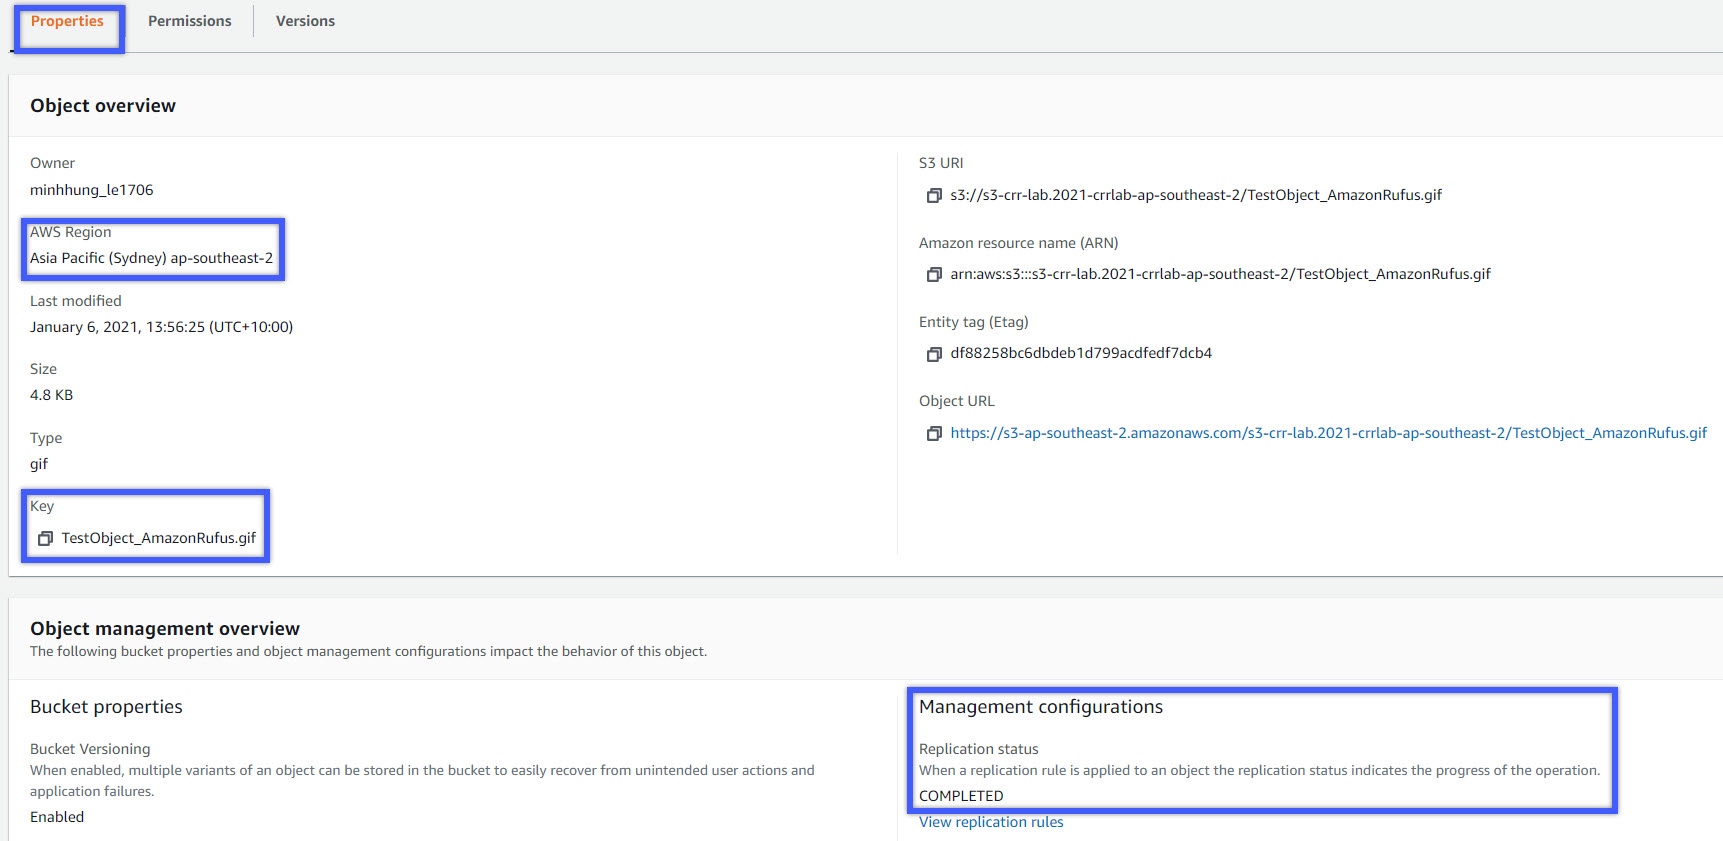 Properties
Permissions
Versions
Object overview
Owner
minhhung_le1706
AWS Region
Asia Pacific (Sydney) ap-southeast-2
Last modified
January 6, 2021, 13:56:25 (UTC+10:00)
Size
4.8 KB
Type
gif
Key
TestObject_AmazonRufus.gif
S3 URI
s3://s3-crr-lab.2021-crrlab-ap-southeast-2/TestObject_AmazonRufus.gif
Amazon resource name (ARN)
arn:aws:s3:::s3-crr-lab.2021-crrlab-ap-southeast-2/TestObject_AmazonRufus.gif
Entity tag (Etag)
df88258bc6dbdeb1d799acdfedf7dcb4
Object URL
https://s3-ap-southeast-2.amazonaws.com/s3-crr-lab.2021-crrlab-ap-southeast-2/TestObject_AmazonRufus.gif
Object management overview
The following bucket properties and object management configurations impact the behavior of this object.
Bucket properties
Bucket Versioning
When enabled, multiple variants of an object can be stored in the bucket to easily recover from unintended user actions and
application failures.
Enabled
Management configurations
Replication status
When a replication rule is applied to an object the replication status indicates the progress of the operation.
COMPLETED
View replication rules